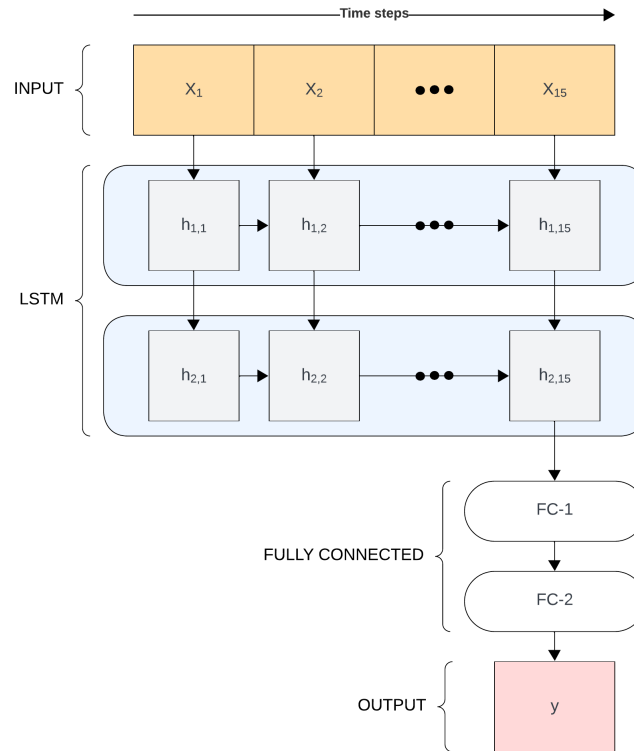 Time steps
INPUT
X1 X2 ●●● X15
h1,1 h1,2 ●●● h1,15
LSTM
h2,1 h2,2 ●●● h2,15
FC-1
FULLY CONNECTED
FC-2
OUTPUT
y